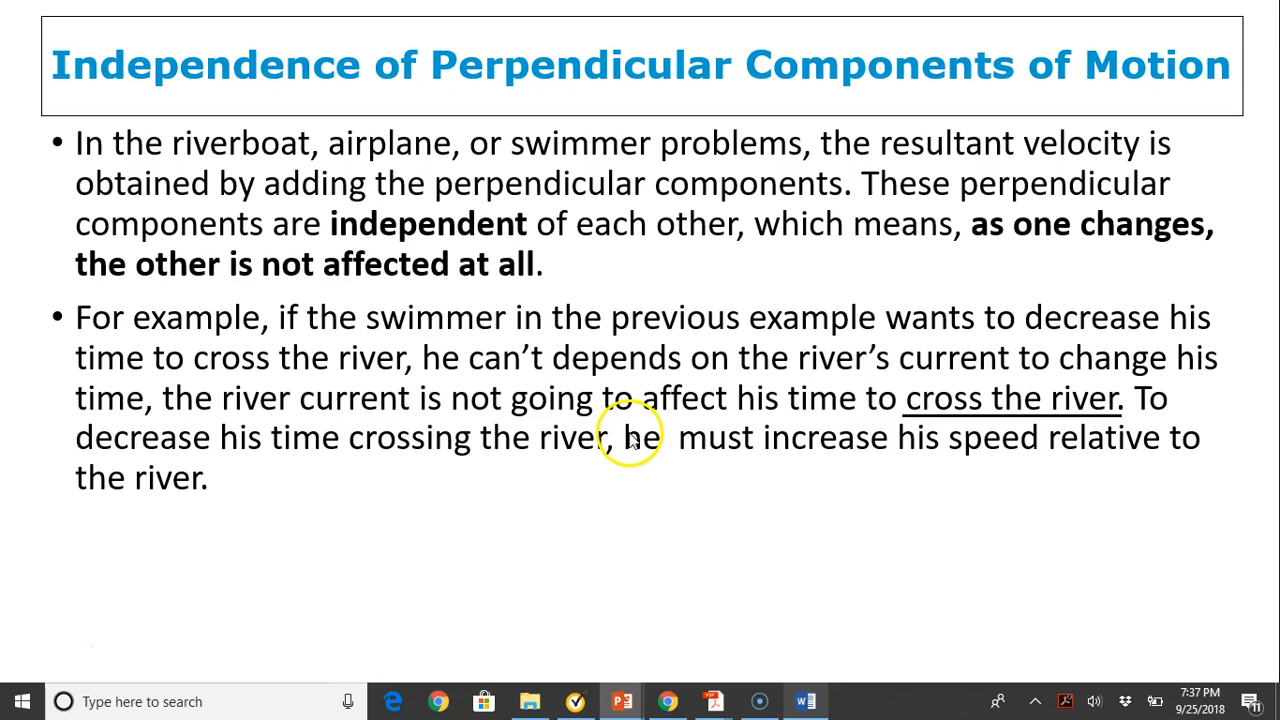 Independence of Perpendicular Components of Motion
• In the riverboat, airplane, or swimmer problems, the resultant velocity is
obtained by adding the perpendicular components. These perpendicular
components are independent of each other, which means, as one changes,
the other is not affected at all.
• For example, if the swimmer in the previous example wants to decrease his
time to cross the river, he can't depends on the river's current to change his
time, the river current is not going to affect his time to cross the river. To
decrease his time crossing the river, he must increase his speed relative to
the river.
Type here to search
7:37 PM
9/25/2018
11